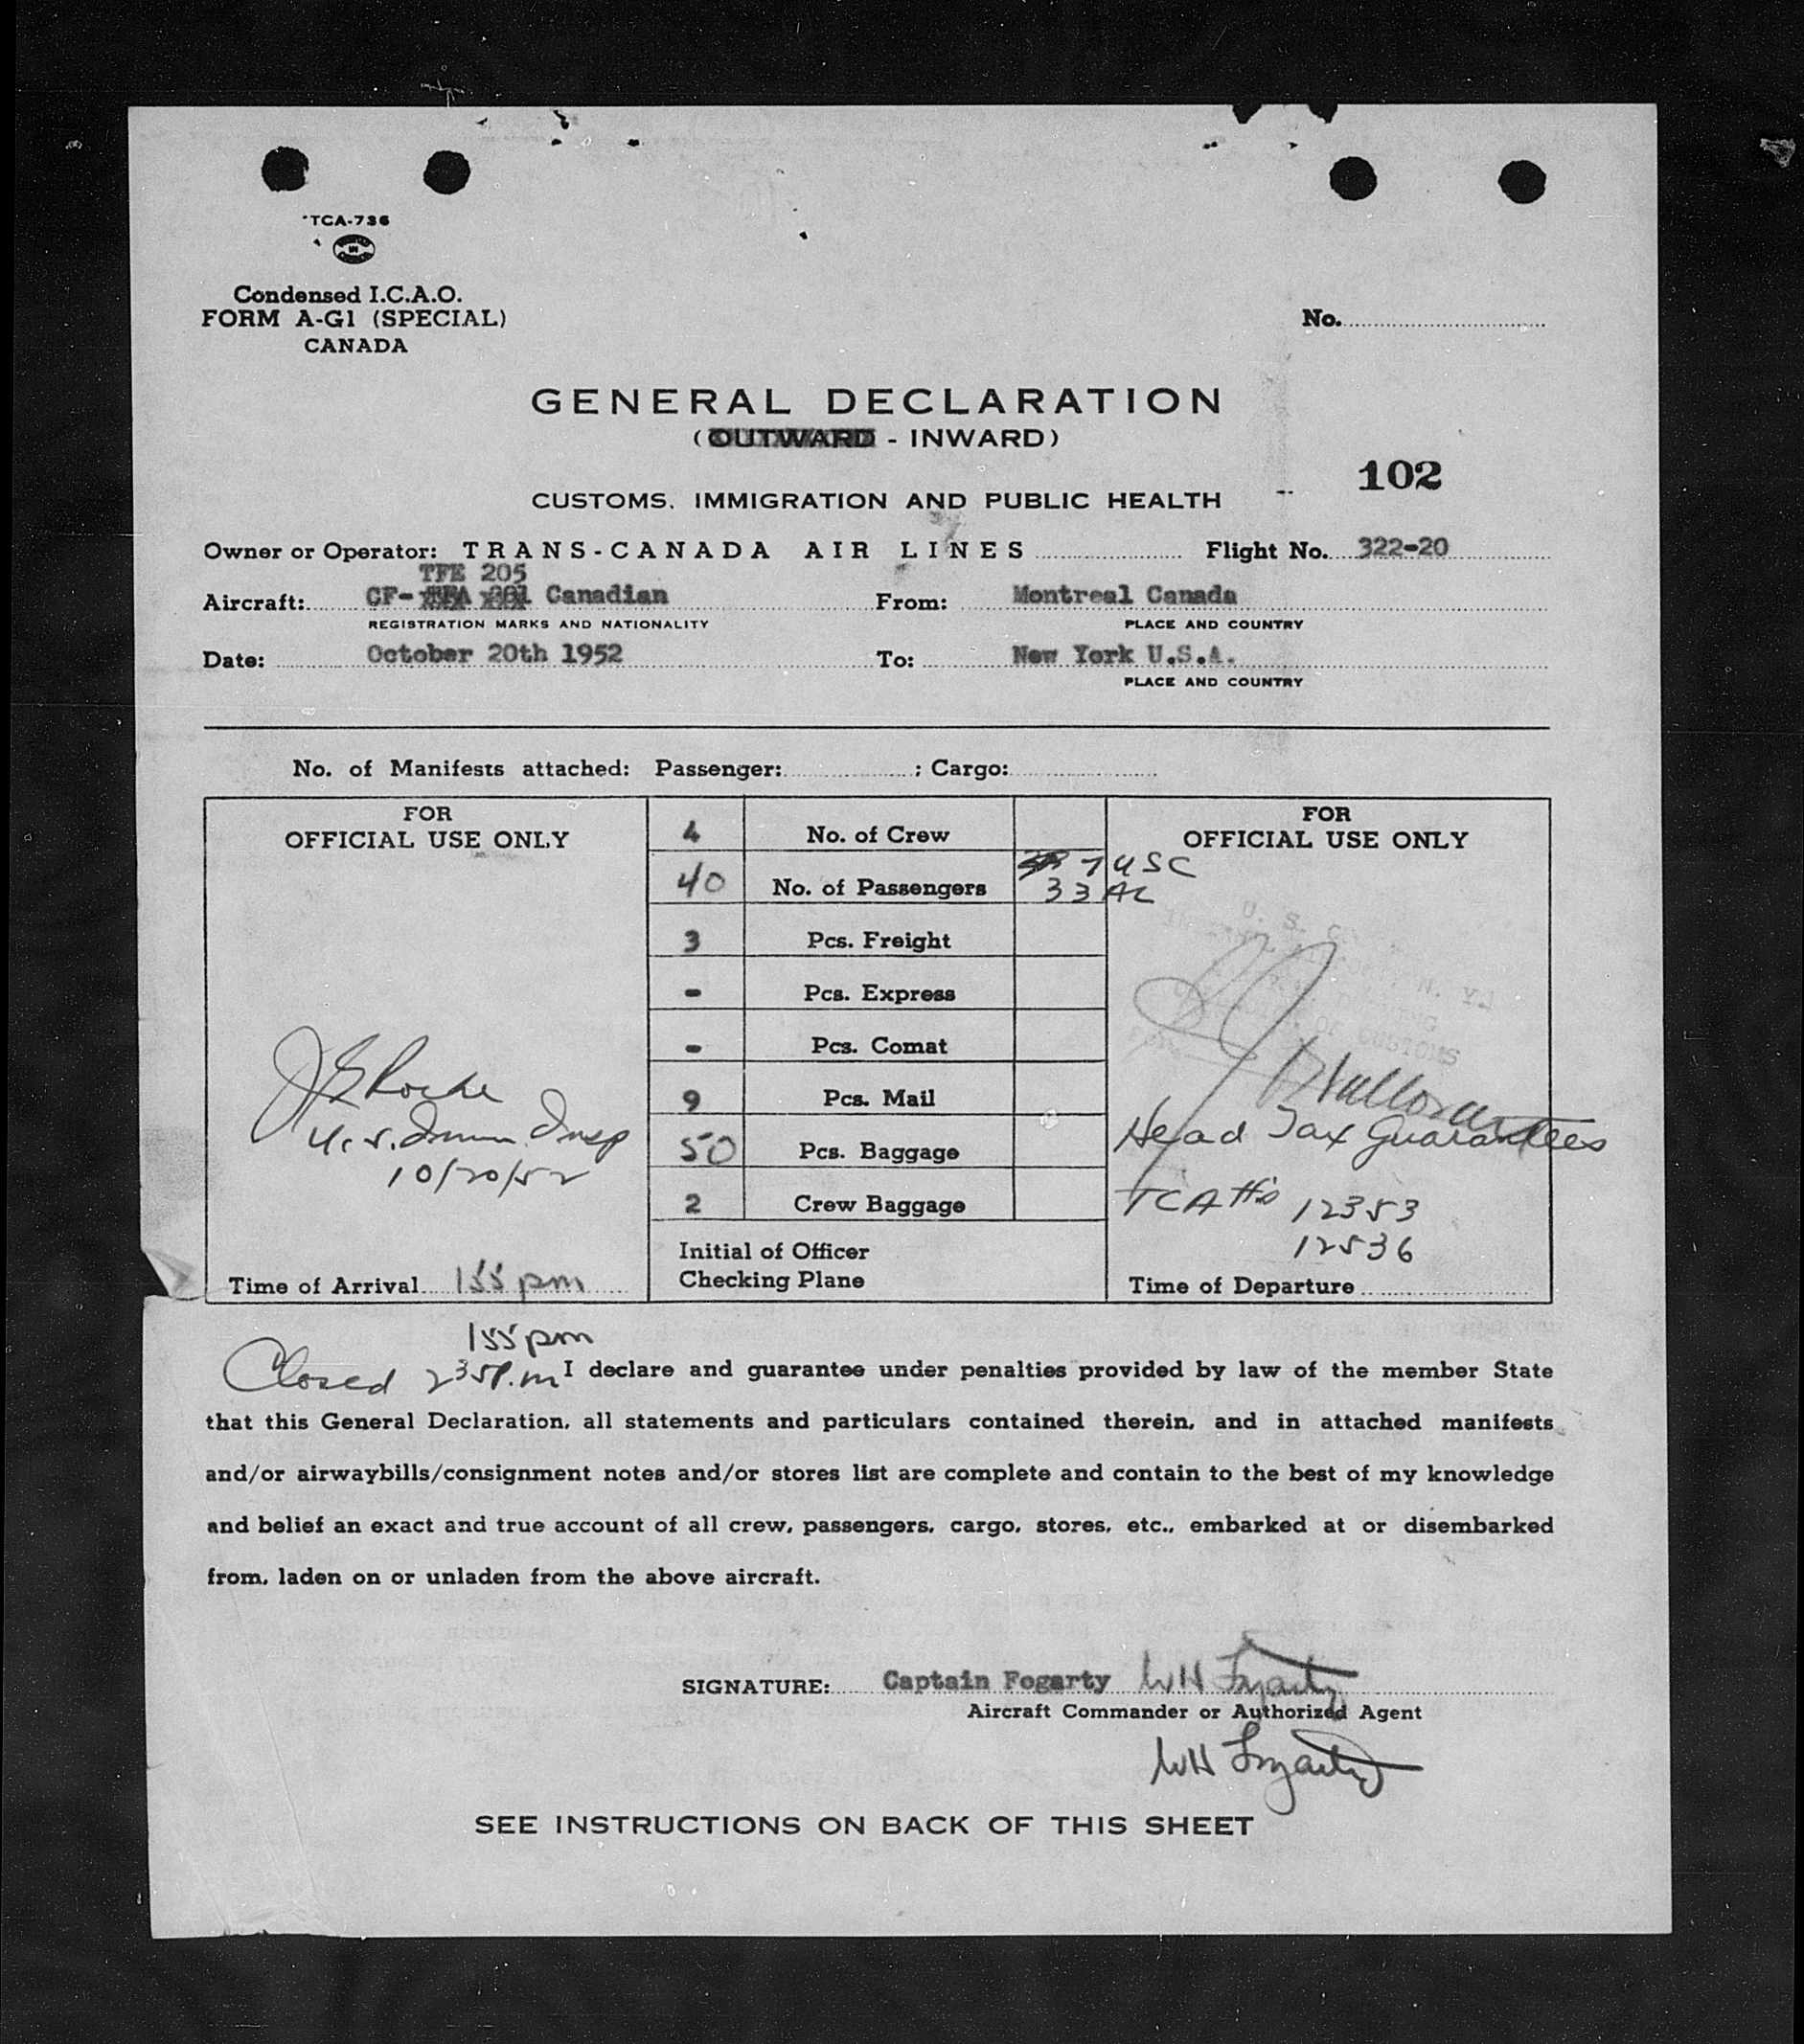 TCA-736
Condensed I.C.A.O.
FORM A-G1 (SPECIAL)
CANADA
No.
GENERAL DECLARATION
(OUTWARD - INWARD)
102
CUSTOMS, IMMIGRATION AND PUBLIC HEALTH
Owner or Operator: TRANS-CANADA AIR LINES Flight No. 322-20
TFE 205
Aircraft: CF- Canadian From: Montreal Canada
REGISTRATION MARKS AND NATIONALITY PLACE AND COUNTRY
Date: October 20th 1952 To: New York U.S.A.
PLACE AND COUNTRY
No. of Manifests attached: Passenger: ; Cargo:
FOR
OFFICIAL USE ONLY
4 No. of Crew
FOR
OFFICIAL USE ONLY
40 No. of Passengers 7 USC
33 AL
3 Pcs. Freight
- Pcs. Express
- Pcs. Comat
9 Pcs. Mail
50 Pcs. Baggage
2 Crew Baggage
J E Roche
U.S. Imm. Insp
10/20/52
Head Tax Guarantees
TCA #s 12353
12536
Initial of Officer
Checking Plane
Time of Arrival 155 pm
Time of Departure
155 pm
Closed 2 35 P.m I declare and guarantee under penalties provided by law of the member State
that this General Declaration, all statements and particulars contained therein, and in attached manifests
and/or airwaybills/consignment notes and/or stores list are complete and contain to the best of my knowledge
and belief an exact and true account of all crew, passengers, cargo, stores, etc., embarked at or disembarked
from, laden on or unladen from the above aircraft.
SIGNATURE: Captain Fogarty WH Fogarty
Aircraft Commander or Authorized Agent
WH Fogarty
SEE INSTRUCTIONS ON BACK OF THIS SHEET